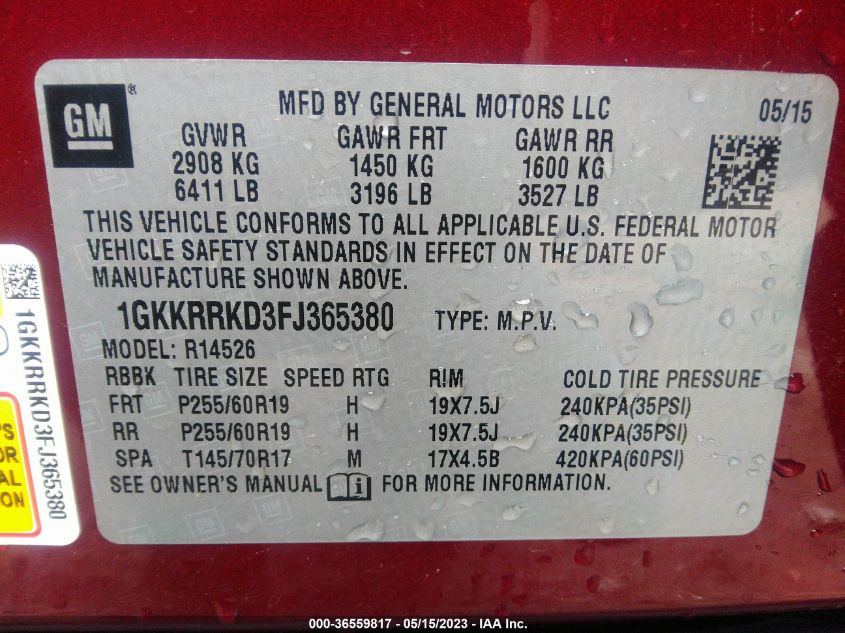 GM ®
MFD BY GENERAL MOTORS LLC
05/15
GVWR GAWR FRT GAWR RR
2908 KG 1450 KG 1600 KG
6411 LB 3196 LB 3527 LB
THIS VEHICLE CONFORMS TO ALL APPLICABLE U.S. FEDERAL MOTOR
VEHICLE SAFETY STANDARDS IN EFFECT ON THE DATE OF
MANUFACTURE SHOWN ABOVE.
1GKKRRKD3FJ365380 TYPE: M.P.V.
MODEL: R14526
RBBK TIRE SIZE SPEED RTG RIM COLD TIRE PRESSURE
FRT P255/60R19 H 19X7.5J 240KPA(35PSI)
RR P255/60R19 H 19X7.5J 240KPA(35PSI)
SPA T145/70R17 M 17X4.5B 420KPA(60PSI)
SEE OWNER'S MANUAL i FOR MORE INFORMATION.
GM
1GKKRRKD3FJ365380
'S
OR
AL
ON
000-36559817 - 05/15/2023 - IAA Inc.